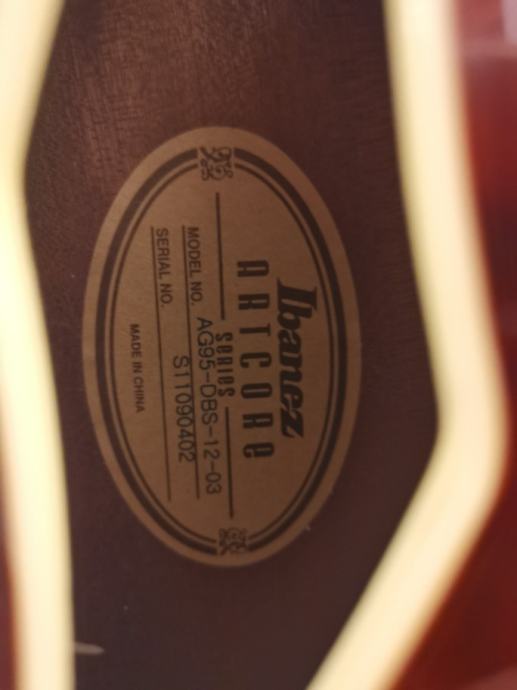 Ibanez
ARTCORE
SERIES
MODEL NO. AG95-DBS-12-03
SERIAL NO. S11090402
MADE IN CHINA